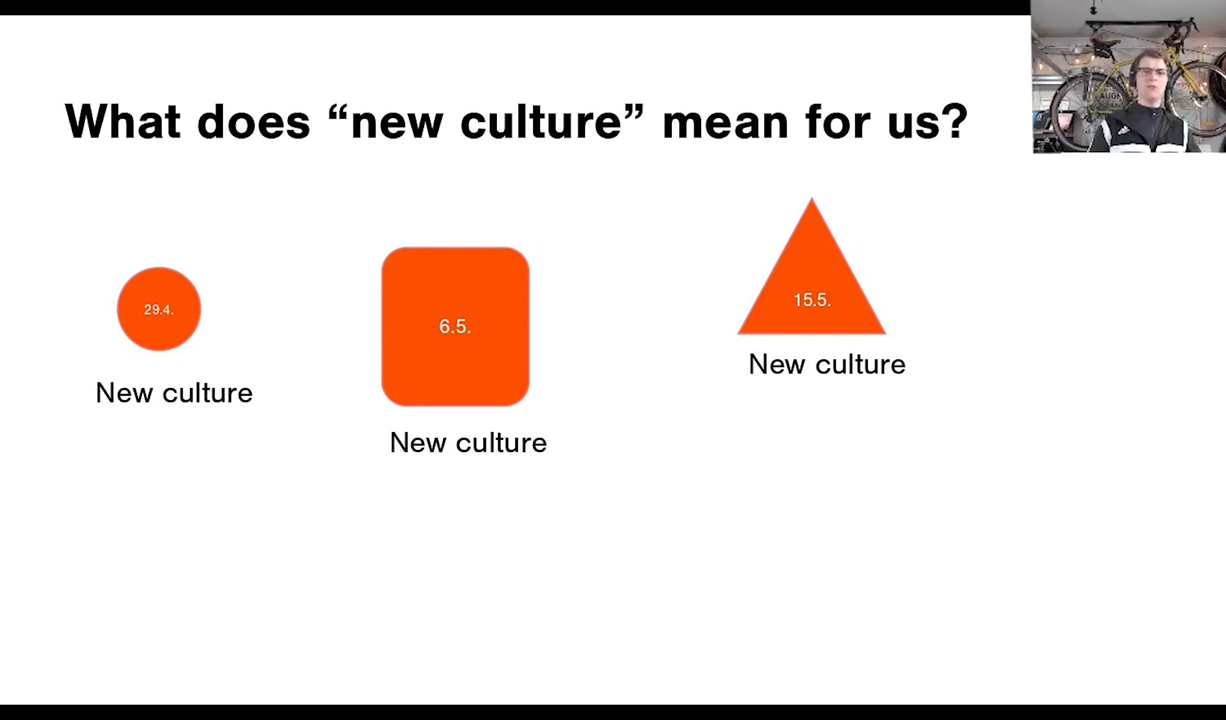 What does “new culture” mean for us?
29.4.
New culture
6.5.
New culture
15.5.
New culture